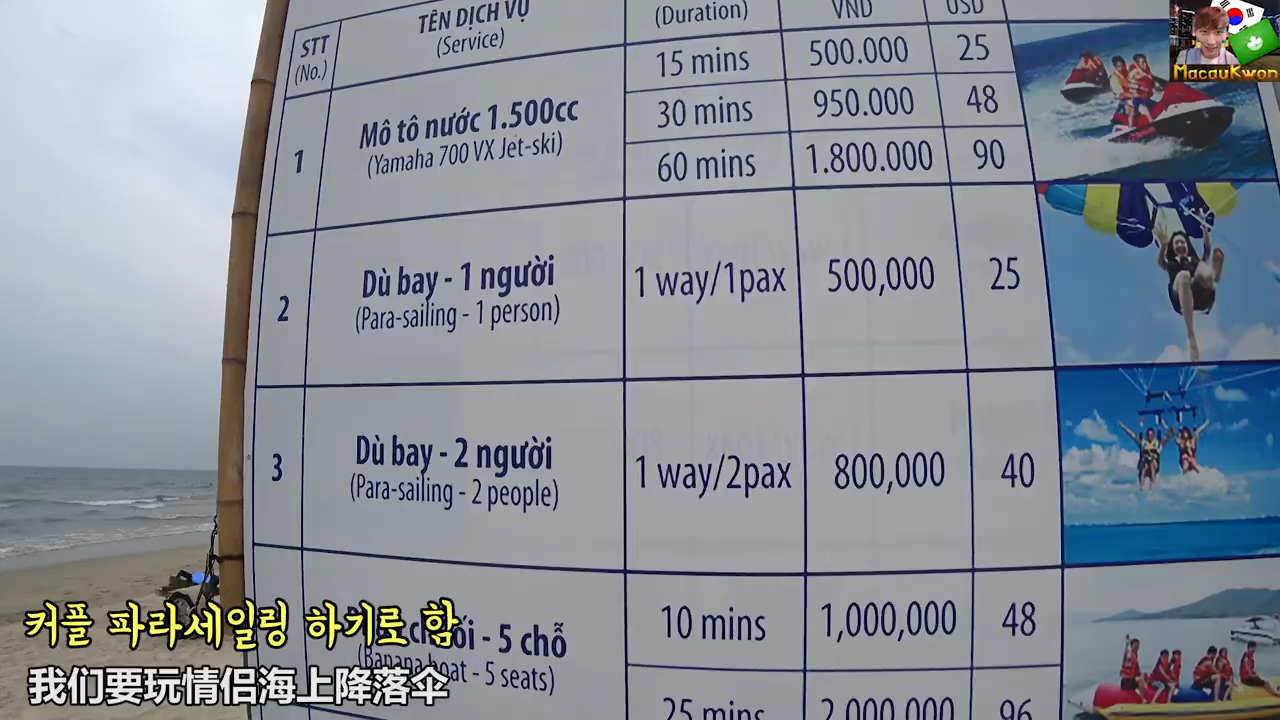 STT
(No.)
TÊN DỊCH VỤ
(Service)
(Duration)
VND
USD
1
Mô tô nước 1.500cc
(Yamaha 700 VX Jet-ski)
15 mins
500.000
25
30 mins
950.000
48
60 mins
1.800.000
90
2
Dù bay - 1 người
(Para-sailing - 1 person)
1 way/1pax
500,000
25
3
Dù bay - 2 người
(Para-sailing - 2 people)
1 way/2pax
800,000
40
- 5 chỗ
(Banana boat - 5 seats)
10 mins
1,000,000
48
25 mins
2,000,000
96
MacauKwon
커플 파라세일링 하기로 함
我们要玩情侣海上降落伞